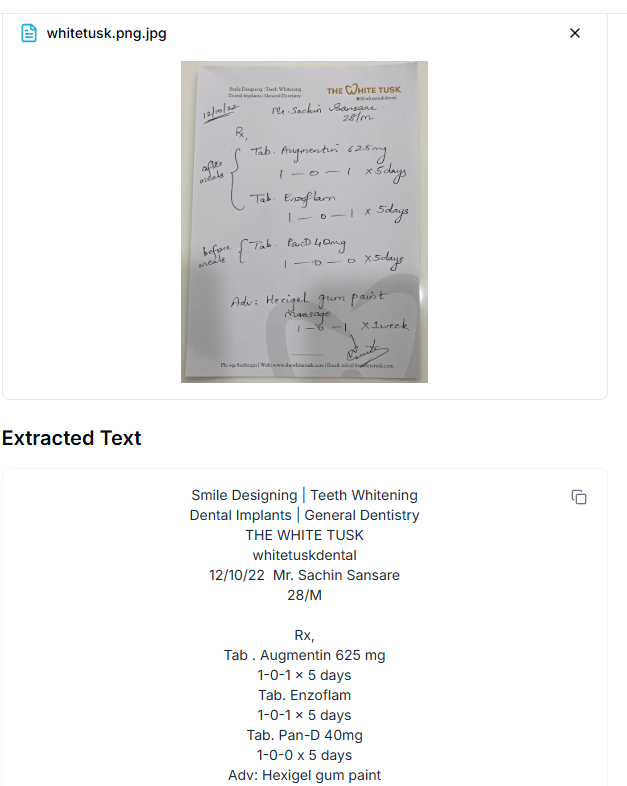 whitetusk.png.jpg
Smile Designing | Teeth Whitening
Dental Implants | General Dentistry
THE WHITE TUSK
whitetuskdental
12/10/22
Mr. Sachin Sansare
28/m
Rx,
after meals
Tab. Augmentin 625mg
1 — 0 — 1 x 5days
Tab. Enzoflam
1 — 0 — 1 x 5days
before meals
Tab. PanD 40mg
1 — 0 — 0 x 5days
Adv: Hexigel gum paint
massage
1 — 0 — 1 x 1week
Extracted Text
Smile Designing | Teeth Whitening
Dental Implants | General Dentistry
THE WHITE TUSK
whitetuskdental
12/10/22 Mr. Sachin Sansare
28/M
Rx,
Tab . Augmentin 625 mg
1-0-1 × 5 days
Tab. Enzoflam
1-0-1 × 5 days
Tab. Pan-D 40mg
1-0-0 x 5 days
Adv: Hexigel gum paint